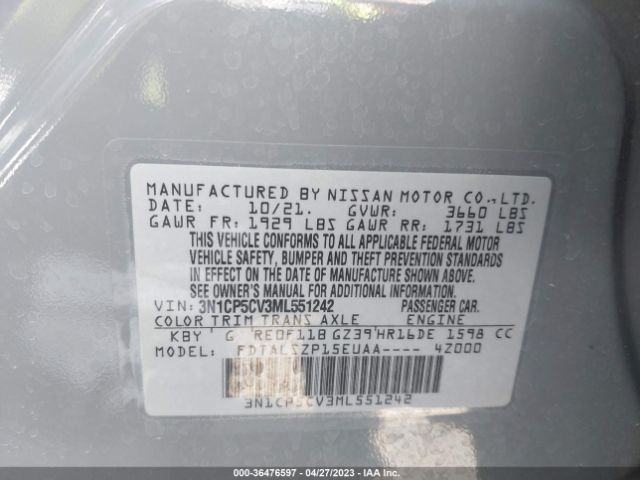 MANUFACTURED BY NISSAN MOTOR CO.,LTD.
DATE: 10/21. GVWR: 3660 LBS
GAWR FR: 1929 LBS GAWR RR: 1731 LBS
THIS VEHICLE CONFORMS TO ALL APPLICABLE FEDERAL MOTOR
VEHICLE SAFETY, BUMPER AND THEFT PREVENTION STANDARDS
IN EFFECT ON THE DATE OF MANUFACTURE SHOWN ABOVE.
SEE OWNER'S MANUAL FOR ADDITIONAL INFORMATION.
VIN: 3N1CP5CV3ML551242 PASSENGER CAR.
COLOR TRIM TRANS AXLE ENGINE
KBY G RE0F11B GZ39 HR16DE 1598 CC
MODEL: FDTALSZP15EUAA---- 4Z000
3N1CP5CV3ML551242
000-36476597 - 04/27/2023 - IAA Inc.